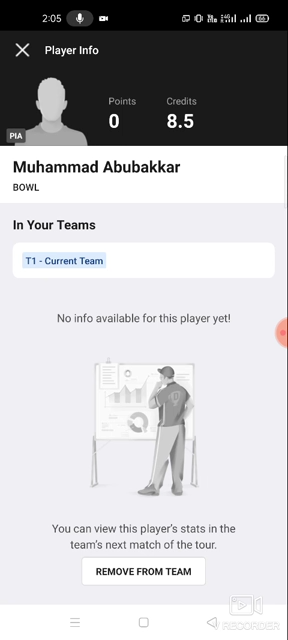 2:05
66
Player Info
Points
Credits
0
8.5
PIA
Muhammad Abubakkar
BOWL
In Your Teams
T1 - Current Team
No info available for this player yet!
You can view this player's stats in the
team's next match of the tour.
REMOVE FROM TEAM
RECORDER